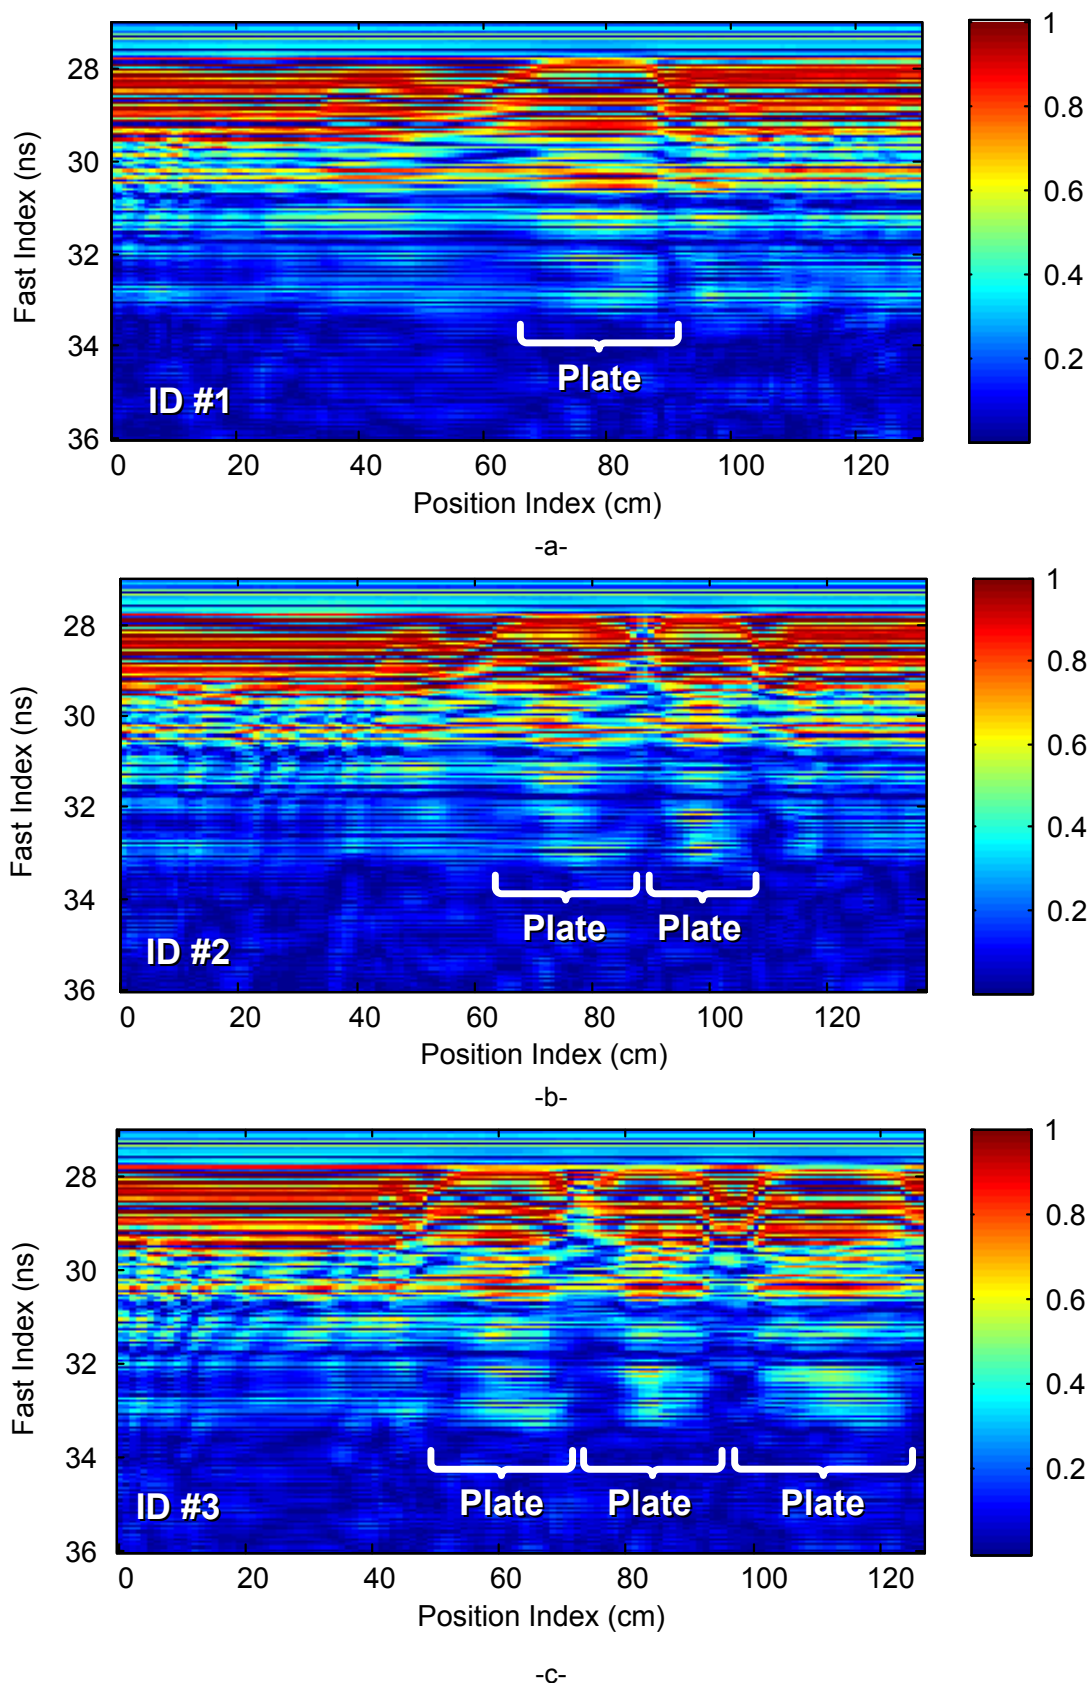 1
28
0.8
30
0.6
Fast Index (ns)
32
0.4
34
0.2
Plate
ID #1
36
0 20 40 60 80 100 120
Position Index (cm)
-a-
1
28
0.8
30
0.6
Fast Index (ns)
32
0.4
34
0.2
Plate Plate
ID #2
36
0 20 40 60 80 100 120
Position Index (cm)
-b-
1
28
0.8
30
0.6
Fast Index (ns)
32
0.4
34
0.2
Plate Plate Plate
ID #3
36
0 20 40 60 80 100 120
Position Index (cm)
-c-